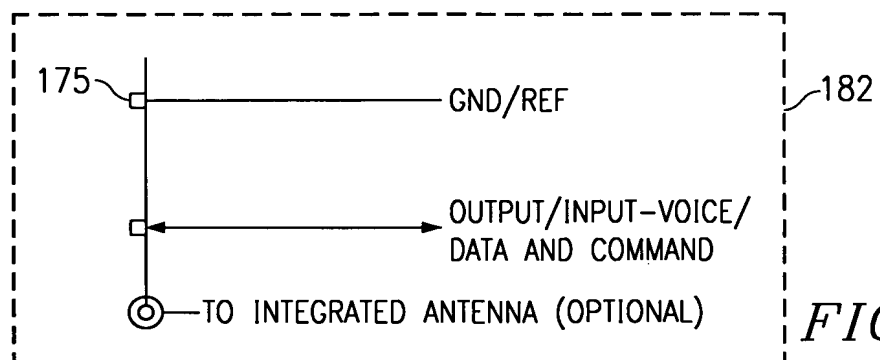 175
GND/REF
182
OUTPUT/INPUT-VOICE/
DATA AND COMMAND
TO INTEGRATED ANTENNA (OPTIONAL)
FIG